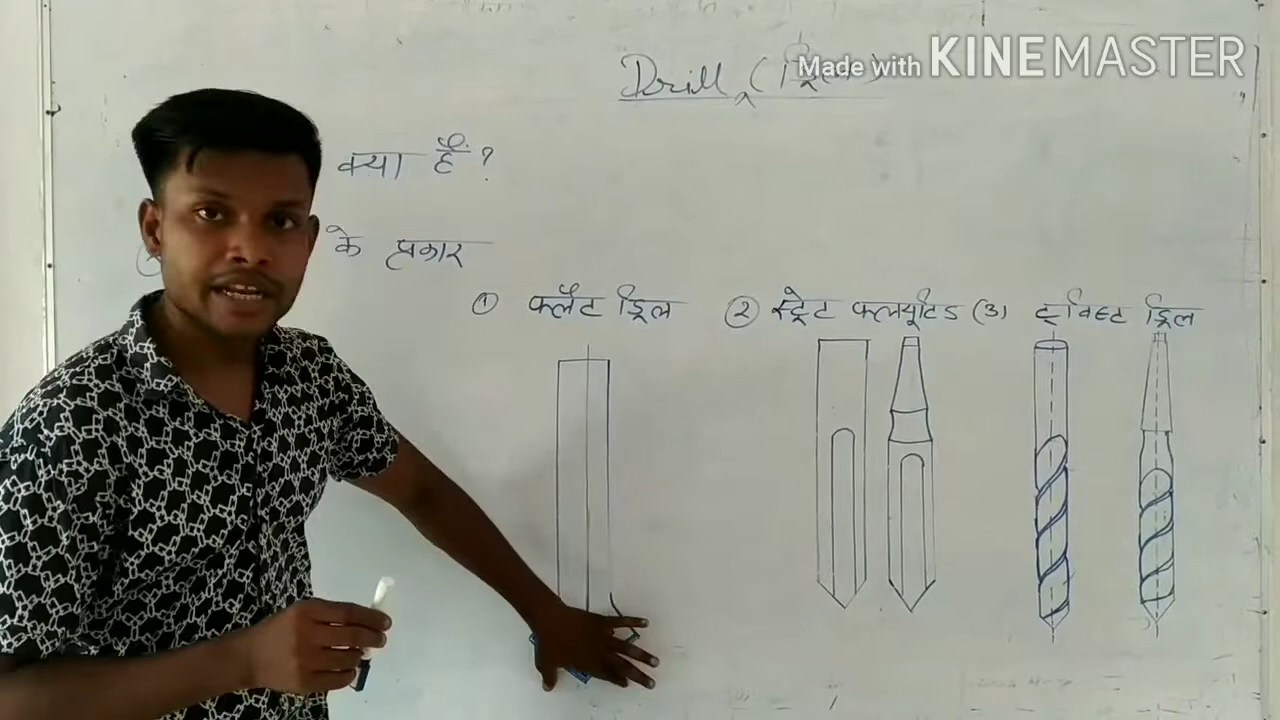 Made with KINEMASTER
Drill (ड्रिल)
क्या है ?
के प्रकार
① फ्लैट ड्रिल ② स्ट्रेट फ्लयूटिड (3) ट्विस्ट ड्रिल